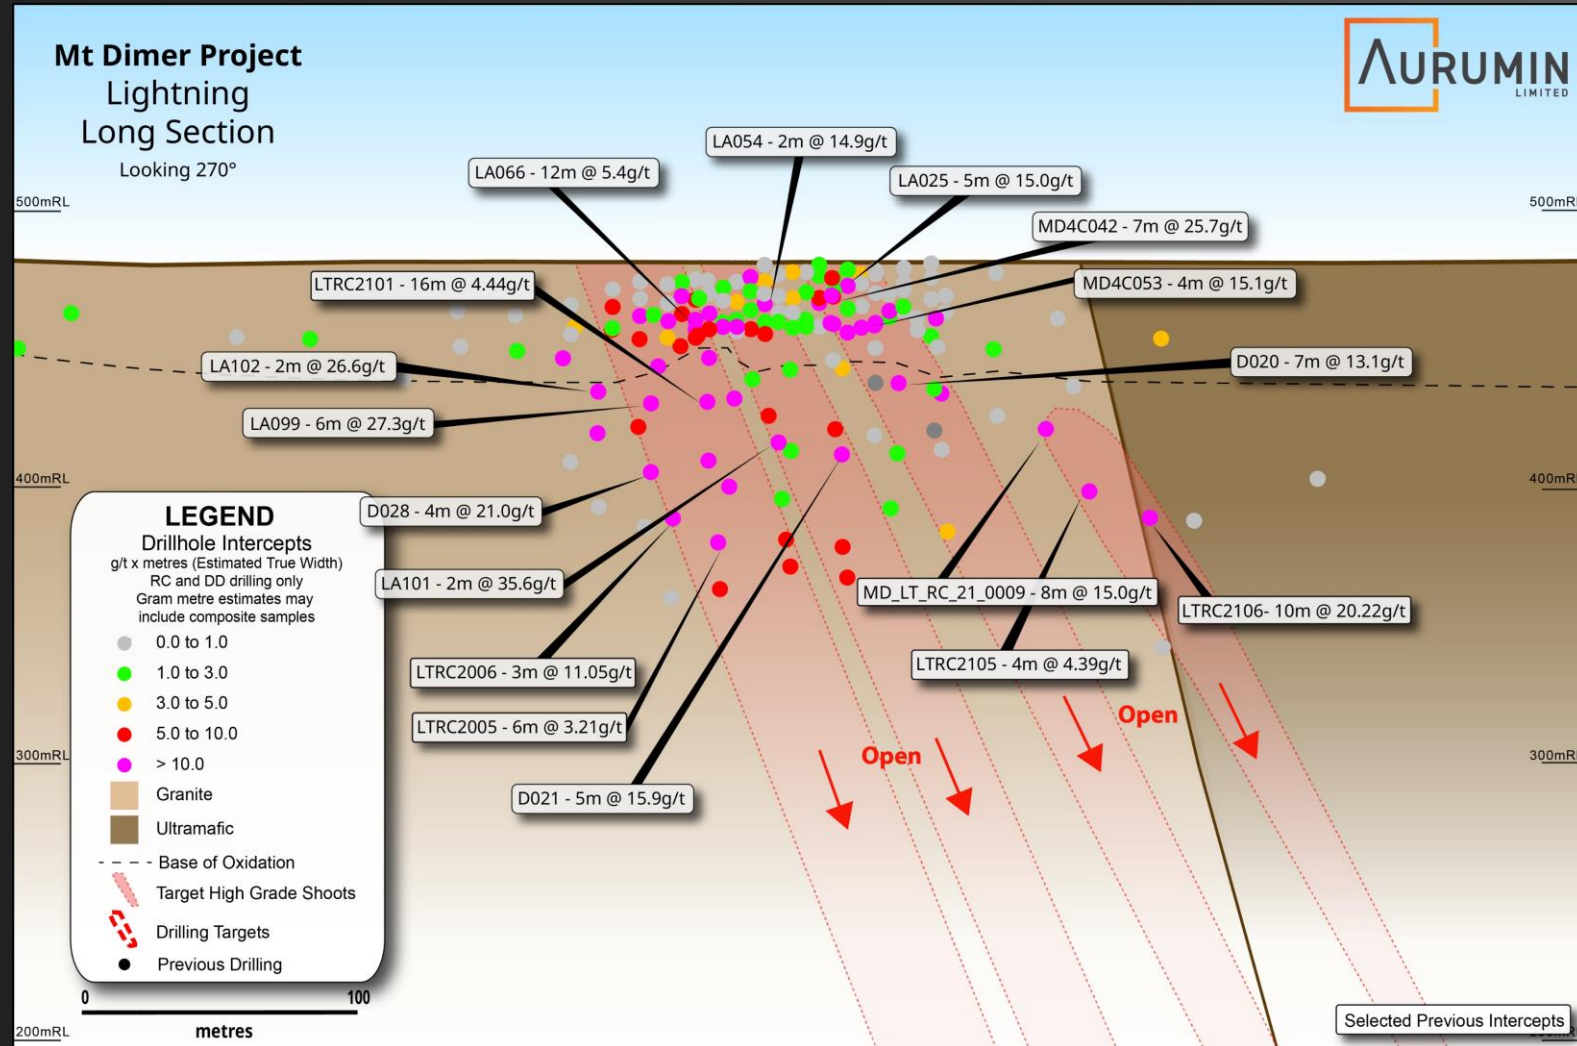 Mt Dimer Project
Lightning
Long Section
Looking 270°
AURUMIN
LIMITED
LA054 - 2m @ 14.9g/t
LA066 - 12m @ 5.4g/t
LA025 - 5m @ 15.0g/t
500mRL
500mRL
MD4C042 - 7m @ 25.7g/t
LTRC2101 - 16m @ 4.44g/t
MD4C053 - 4m @ 15.1g/t
LA102 - 2m @ 26.6g/t
D020 - 7m @ 13.1g/t
LA099 - 6m @ 27.3g/t
400mRL
400mRL
D028 - 4m @ 21.0g/t
LA101 - 2m @ 35.6g/t
MD_LT_RC_21_0009 - 8m @ 15.0g/t
LTRC2106- 10m @ 20.22g/t
LTRC2006 - 3m @ 11.05g/t
LTRC2105 - 4m @ 4.39g/t
LTRC2005 - 6m @ 3.21g/t
Open
Open
300mRL
300mRL
D021 - 5m @ 15.9g/t
LEGEND
Drillhole Intercepts
g/t x metres (Estimated True Width)
RC and DD drilling only
Gram metre estimates may
include composite samples
0.0 to 1.0
1.0 to 3.0
3.0 to 5.0
5.0 to 10.0
> 10.0
Granite
Ultramafic
Base of Oxidation
Target High Grade Shoots
Drilling Targets
Previous Drilling
0 100
metres
200mRL
Selected Previous Intercepts